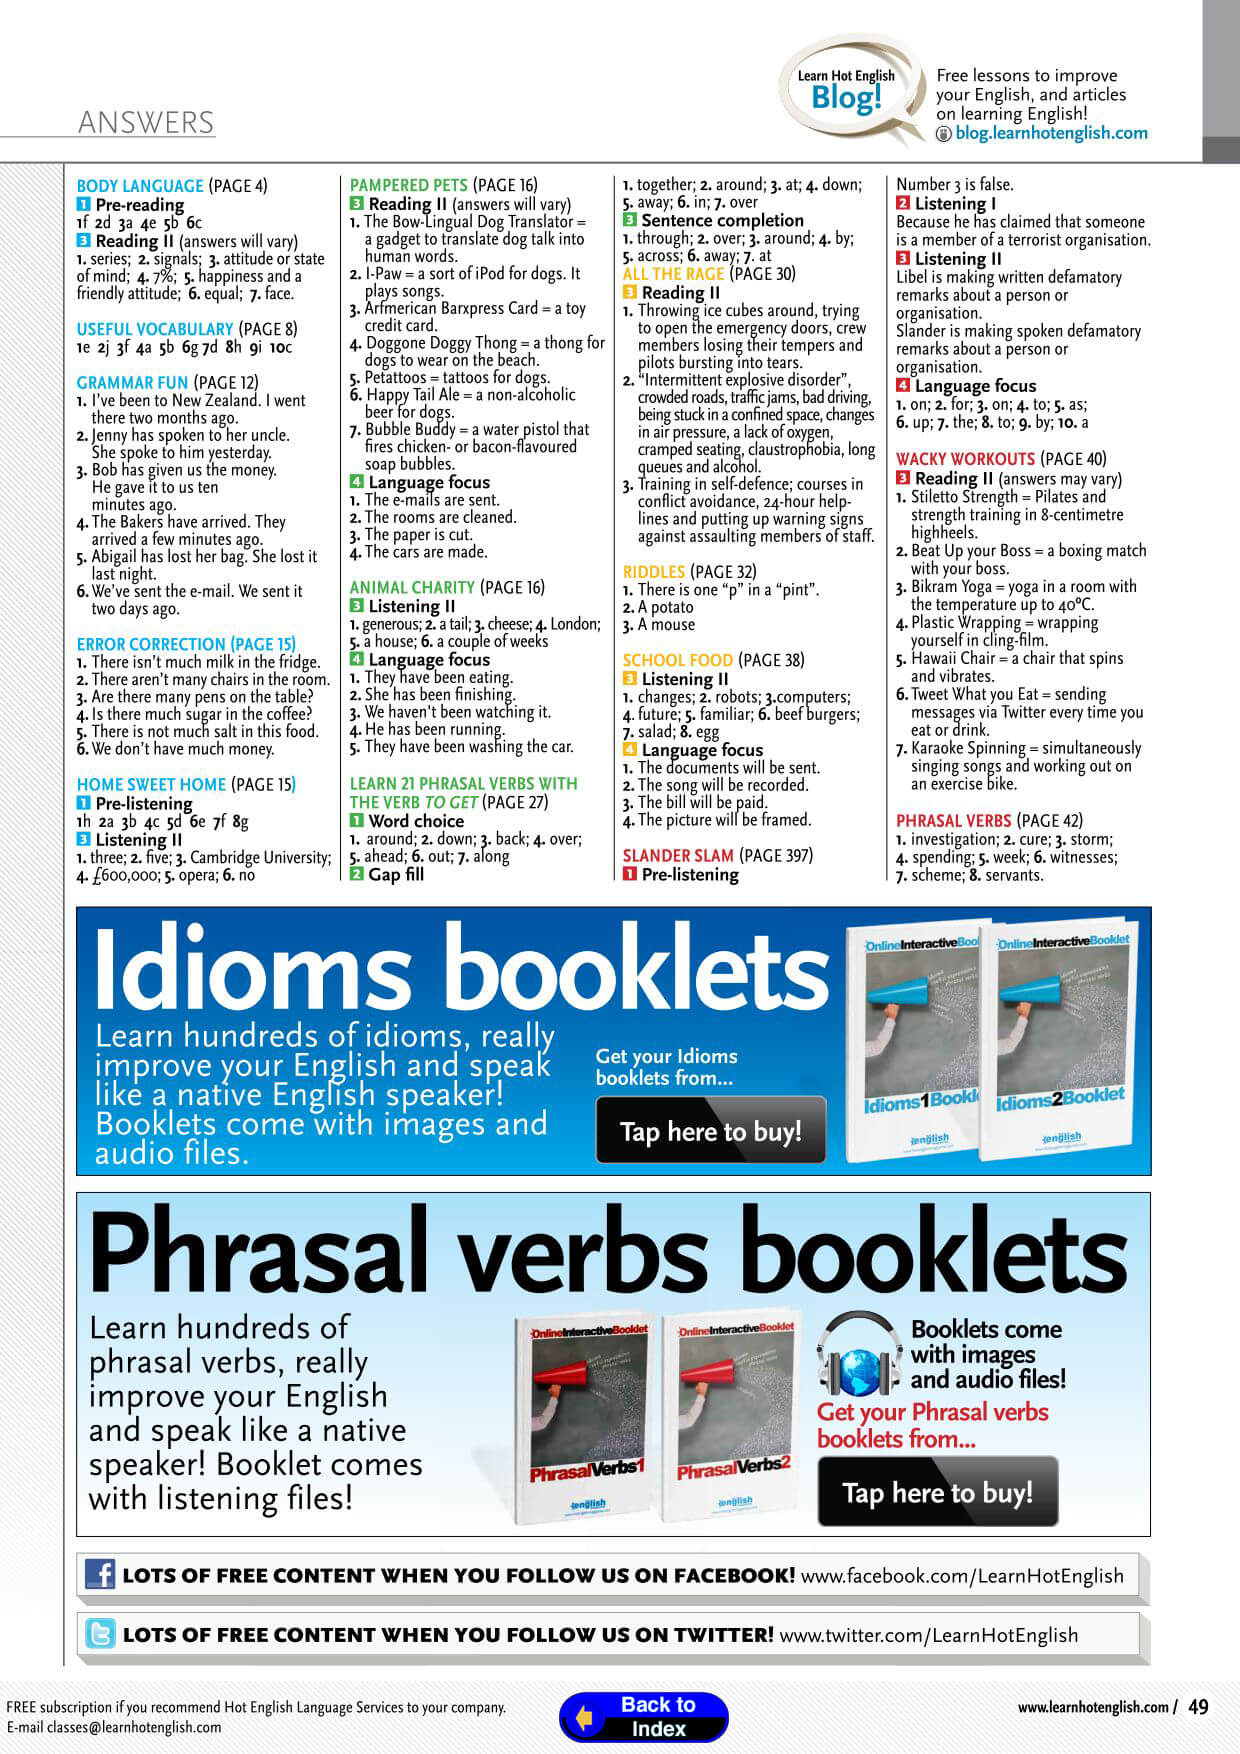 ANSWERS
Learn Hot English
Blog!
Free lessons to improve
your English, and articles
on learning English!
blog.learnhotenglish.com
BODY LANGUAGE (PAGE 4)
1 Pre-reading
1f 2d 3a 4e 5b 6c
3 Reading II (answers will vary)
1. series; 2. signals; 3. attitude or state
of mind; 4. 7%; 5. happiness and a
friendly attitude; 6. equal; 7. face.
USEFUL VOCABULARY (PAGE 8)
1e 2j 3f 4a 5b 6g 7d 8h 9i 10c
GRAMMAR FUN (PAGE 12)
1. I've been to New Zealand. I went
there two months ago.
2. Jenny has spoken to her uncle.
She spoke to him yesterday.
3. Bob has given us the money.
He gave it to us ten
minutes ago.
4. The Bakers have arrived. They
arrived a few minutes ago.
5. Abigail has lost her bag. She lost it
last night.
6. We've sent the e-mail. We sent it
two days ago.
ERROR CORRECTION (PAGE 15)
1. There isn't much milk in the fridge.
2. There aren't many chairs in the room.
3. Are there many pens on the table?
4. Is there much sugar in the coffee?
5. There is not much salt in this food.
6. We don't have much money.
HOME SWEET HOME (PAGE 15)
1 Pre-listening
1h 2a 3b 4c 5d 6e 7f 8g
3 Listening II
1. three; 2. five; 3. Cambridge University;
4. £600,000; 5. opera; 6. no
PAMPERED PETS (PAGE 16)
3 Reading II (answers will vary)
1. The Bow-Lingual Dog Translator =
a gadget to translate dog talk into
human words.
2. I-Paw = a sort of iPod for dogs. It
plays songs.
3. Arfmerican Barxpress Card = a toy
credit card.
4. Doggone Doggy Thong = a thong for
dogs to wear on the beach.
5. Petattoos = tattoos for dogs.
6. Happy Tail Ale = a non-alcoholic
beer for dogs.
7. Bubble Buddy = a water pistol that
fires chicken- or bacon-flavoured
soap bubbles.
4 Language focus
1. The e-mails are sent.
2. The rooms are cleaned.
3. The paper is cut.
4. The cars are made.
ANIMAL CHARITY (PAGE 16)
3 Listening II
1. generous; 2. a tail; 3. cheese; 4. London;
5. a house; 6. a couple of weeks
4 Language focus
1. They have been eating.
2. She has been finishing.
3. We haven't been watching it.
4. He has been running.
5. They have been washing the car.
LEARN 21 PHRASAL VERBS WITH
THE VERB TO GET (PAGE 27)
1 Word choice
1. around; 2. down; 3. back; 4. over;
5. ahead; 6. out; 7. along
2 Gap fill
1. together; 2. around; 3. at; 4. down;
5. away; 6. in; 7. over
3 Sentence completion
1. through; 2. over; 3. around; 4. by;
5. across; 6. away; 7. at
ALL THE RAGE (PAGE 30)
3 Reading II
1. Throwing ice cubes around, trying
to open the emergency doors, crew
members losing their tempers and
pilots bursting into tears.
2. "Intermittent explosive disorder",
crowded roads, traffic jams, bad driving,
being stuck in a confined space, changes
in air pressure, a lack of oxygen,
cramped seating, claustrophobia, long
queues and alcohol.
3. Training in self-defence; courses in
conflict avoidance, 24-hour help-
lines and putting up warning signs
against assaulting members of staff.
RIDDLES (PAGE 32)
1. There is one "p" in a "pint".
2. A potato
3. A mouse
SCHOOL FOOD (PAGE 38)
3 Listening II
1. changes; 2. robots; 3.computers;
4. future; 5. familiar; 6. beef burgers;
7. salad; 8. egg
4 Language focus
1. The documents will be sent.
2. The song will be recorded.
3. The bill will be paid.
4. The picture will be framed.
SLANDER SLAM (PAGE 397)
1 Pre-listening
Number 3 is false.
2 Listening I
Because he has claimed that someone
is a member of a terrorist organisation.
3 Listening II
Libel is making written defamatory
remarks about a person or
organisation.
Slander is making spoken defamatory
remarks about a person or
organisation.
4 Language focus
1. on; 2. for; 3. on; 4. to; 5. as;
6. up; 7. the; 8. to; 9. by; 10. a
WACKY WORKOUTS (PAGE 40)
3 Reading II (answers may vary)
1. Stiletto Strength = Pilates and
strength training in 8-centimetre
highheels.
2. Beat Up your Boss = a boxing match
with your boss.
3. Bikram Yoga = yoga in a room with
the temperature up to 40ºC.
4. Plastic Wrapping = wrapping
yourself in cling-film.
5. Hawaii Chair = a chair that spins
and vibrates.
6. Tweet What you Eat = sending
messages via Twitter every time you
eat or drink.
7. Karaoke Spinning = simultaneously
singing songs and working out on
an exercise bike.
PHRASAL VERBS (PAGE 42)
1. investigation; 2. cure; 3. storm;
4. spending; 5. week; 6. witnesses;
7. scheme; 8. servants.
Idioms booklets
Learn hundreds of idioms, really
improve your English and speak
like a native English speaker!
Booklets come with images and
audio files.
Get your Idioms
booklets from...
Tap here to buy!
OnlineInteractiveBool
Idioms1Bookl
english
OnlineInteractiveBooklet
Idioms2Booklet
english
Phrasal verbs booklets
Learn hundreds of
phrasal verbs, really
improve your English
and speak like a native
speaker! Booklet comes
with listening files!
OnlineInteractiveBooklet
PhrasalVerbs1
english
OnlineInteractiveBooklet
PhrasalVerbs2
english
Booklets come
with images
and audio files!
Get your Phrasal verbs
booklets from...
Tap here to buy!
LOTS OF FREE CONTENT WHEN YOU FOLLOW US ON FACEBOOK! www.facebook.com/LearnHotEnglish
LOTS OF FREE CONTENT WHEN YOU FOLLOW US ON TWITTER! www.twitter.com/LearnHotEnglish
FREE subscription if you recommend Hot English Language Services to your company.
E-mail classes@learnhotenglish.com
Back to
Index
www.learnhotenglish.com / 49